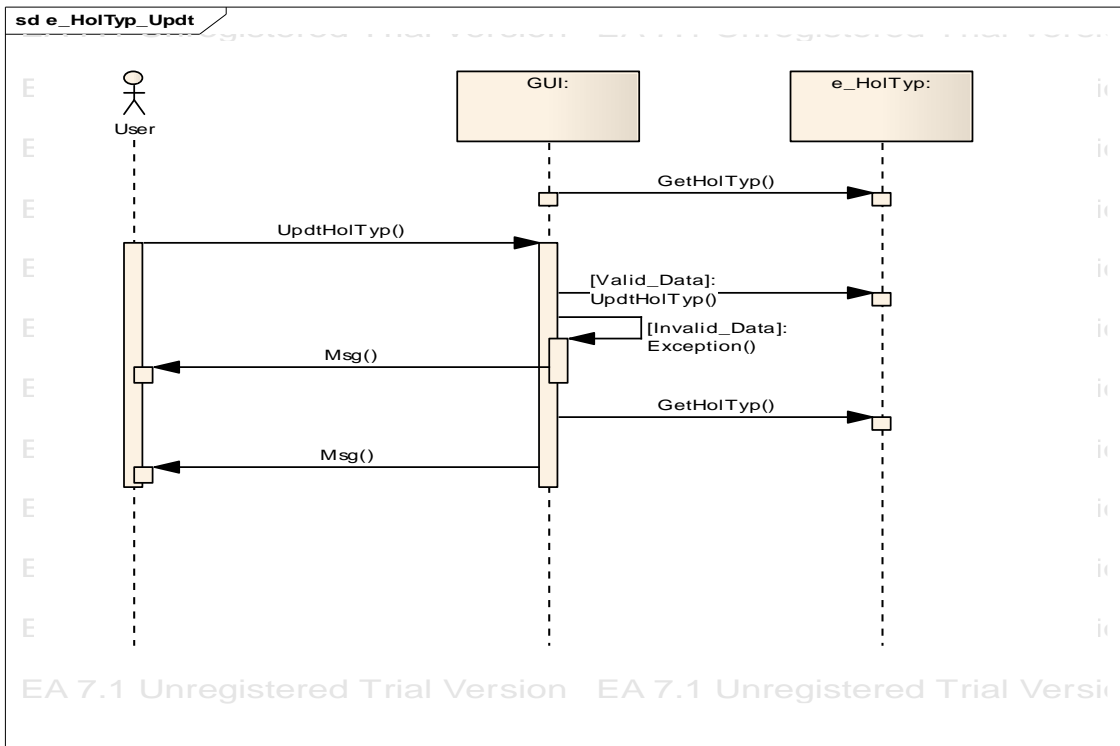 sd e_HolTyp_Updt
User
GUI:
e_HolTyp:
GetHolTyp()
UpdtHolTyp()
[Valid_Data]:
UpdtHolTyp()
[Invalid_Data]:
Exception()
Msg()
GetHolTyp()
Msg()
EA 7.1 Unregistered Trial Version EA 7.1 Unregistered Trial Versi